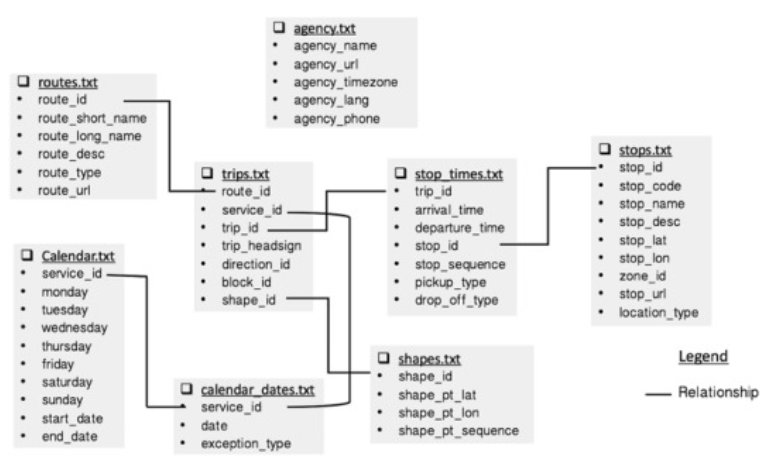 agency.txt
agency_name
agency_url
agency_timezone
agency_lang
agency_phone
routes.txt
route_id
route_short_name
route_long_name
route_desc
route_type
route_url
trips.txt
route_id
service_id
trip_id
trip_headsign
direction_id
block_id
shape_id
stop_times.txt
trip_id
arrival_time
departure_time
stop_id
stop_sequence
pickup_type
drop_off_type
stops.txt
stop_id
stop_code
stop_name
stop_desc
stop_lat
stop_lon
zone_id
stop_url
location_type
Calendar.txt
service_id
monday
tuesday
wednesday
thursday
friday
saturday
sunday
start_date
end_date
calendar_dates.txt
service_id
date
exception_type
shapes.txt
shape_id
shape_pt_lat
shape_pt_lon
shape_pt_sequence
Legend
Relationship